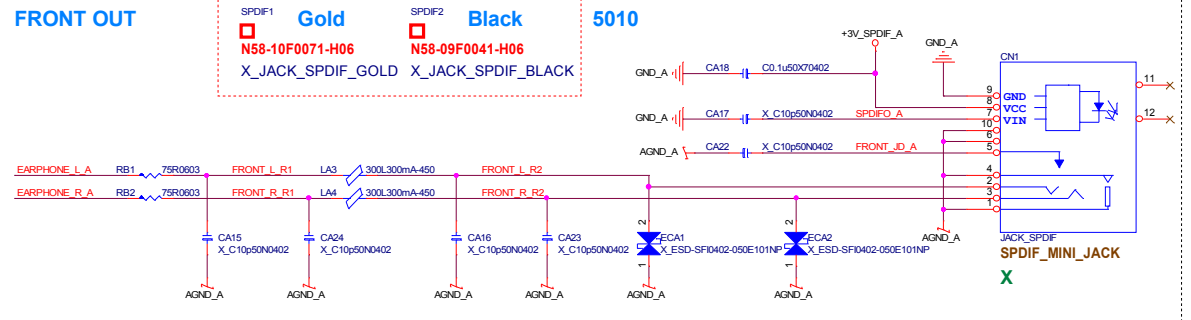 FRONT OUT
SPDIF1 Gold
N58-10F0071-H06
X_JACK_SPDIF_GOLD
SPDIF2 Black
N58-09F0041-H06
X_JACK_SPDIF_BLACK
5010
+3V_SPDIF_A
GND_A
CN1
GND_A CA18 C0.1u50X70402
GND_A CA17 X_C10p50N0402 SPDIFO_A
AGND_A CA22 X_C10p50N0402 FRONT_JD_A
9 GND
8 VCC
7 VIN
10
6
5
4
2
3
1
11
12
EARPHONE_L_A RB1 75R0603 FRONT_L_R1 LA3 300L300mA-450 FRONT_L_R2
EARPHONE_R_A RB2 75R0603 FRONT_R_R1 LA4 300L300mA-450 FRONT_R_R2
CA15
X_C10p50N0402
CA24
X_C10p50N0402
CA16
X_C10p50N0402
CA23
X_C10p50N0402
2
ECA1
X_ESD-SFI0402-050E101NP
1
2
ECA2
X_ESD-SFI0402-050E101NP
1
AGND_A
AGND_A
AGND_A
AGND_A
AGND_A
AGND_A
AGND_A
JACK_SPDIF
SPDIF_MINI_JACK
X